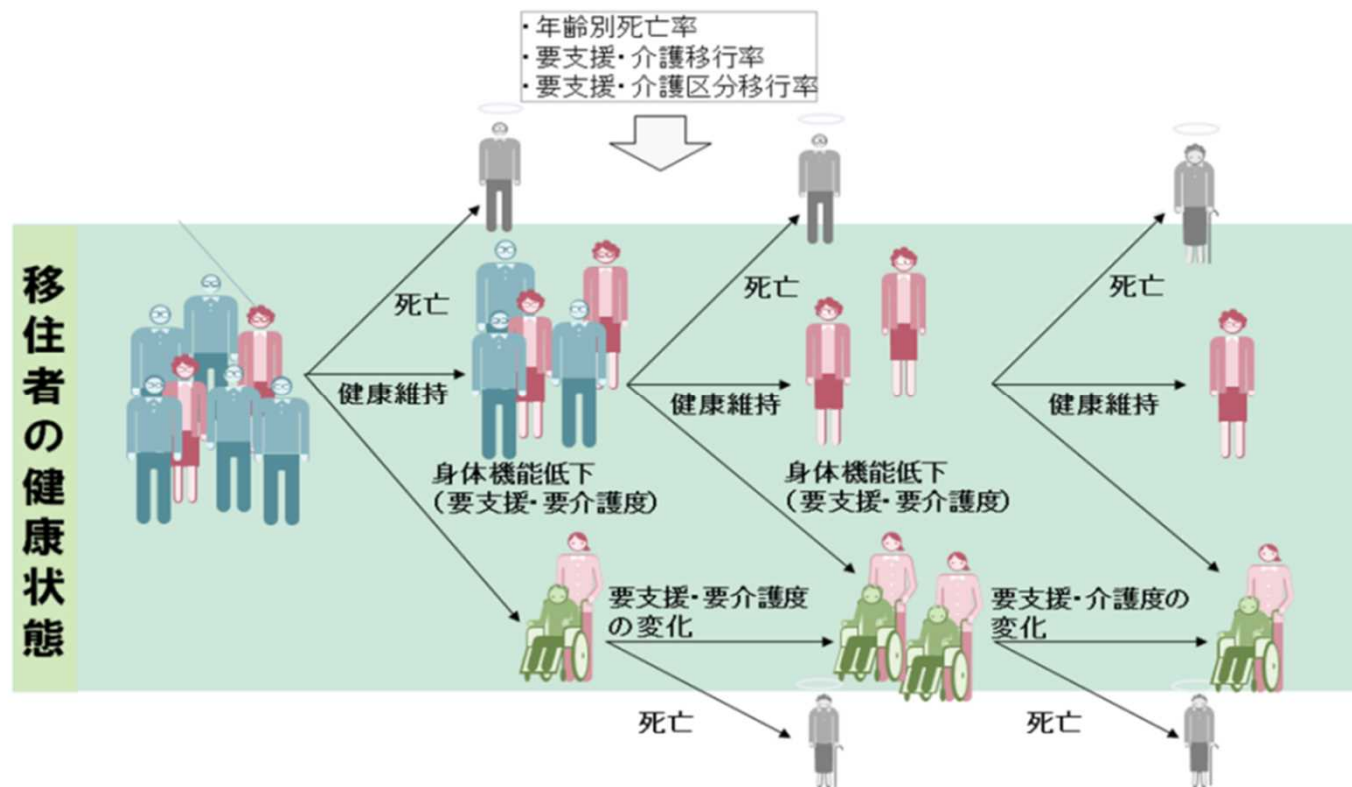 ・年齢別死亡率
・要支援・介護移行率
・要支援・介護区分移行率
移住者の健康状態
死亡
健康維持
身体機能低下
（要支援・要介護度）
死亡
健康維持
身体機能低下
（要支援・要介護度）
死亡
健康維持
要支援・要介護度
の変化
死亡
要支援・介護度の
変化
死亡